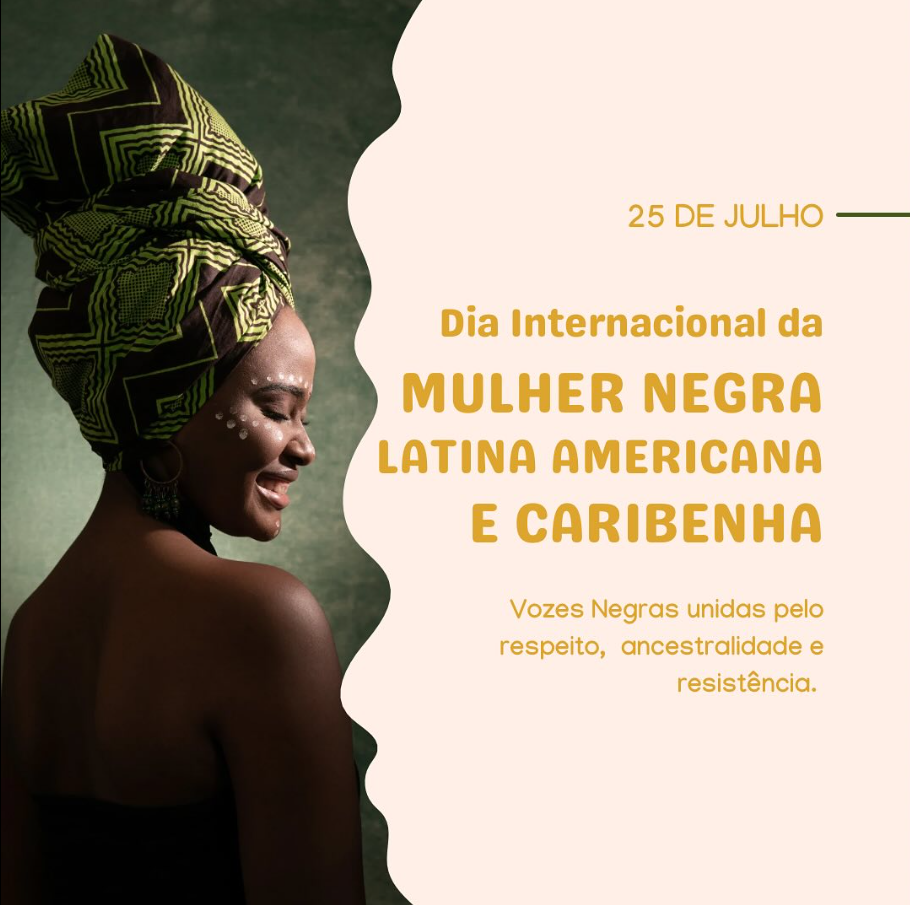 25 DE JULHO
Dia Internacional da
MULHER NEGRA
LATINA AMERICANA
E CARIBENHA
Vozes Negras unidas pelo
respeito, ancestralidade e
resistência.